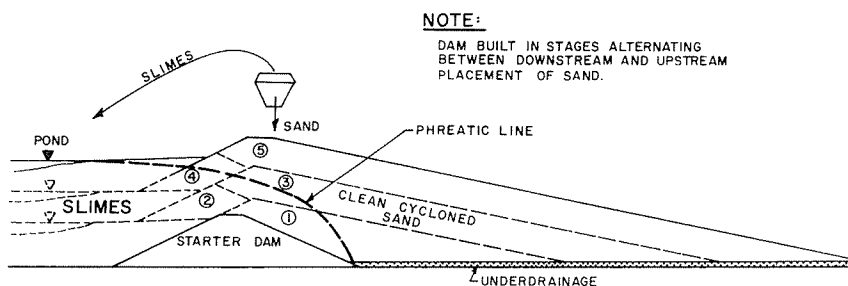 NOTE:
DAM BUILT IN STAGES ALTERNATING
BETWEEN DOWNSTREAM AND UPSTREAM
PLACEMENT OF SAND.
SLIMES
SAND
PHREATIC LINE
POND
5
4
3
CLEAN CYCLONED
SAND
SLIMES
2
1
STARTER DAM
UNDERDRAINAGE